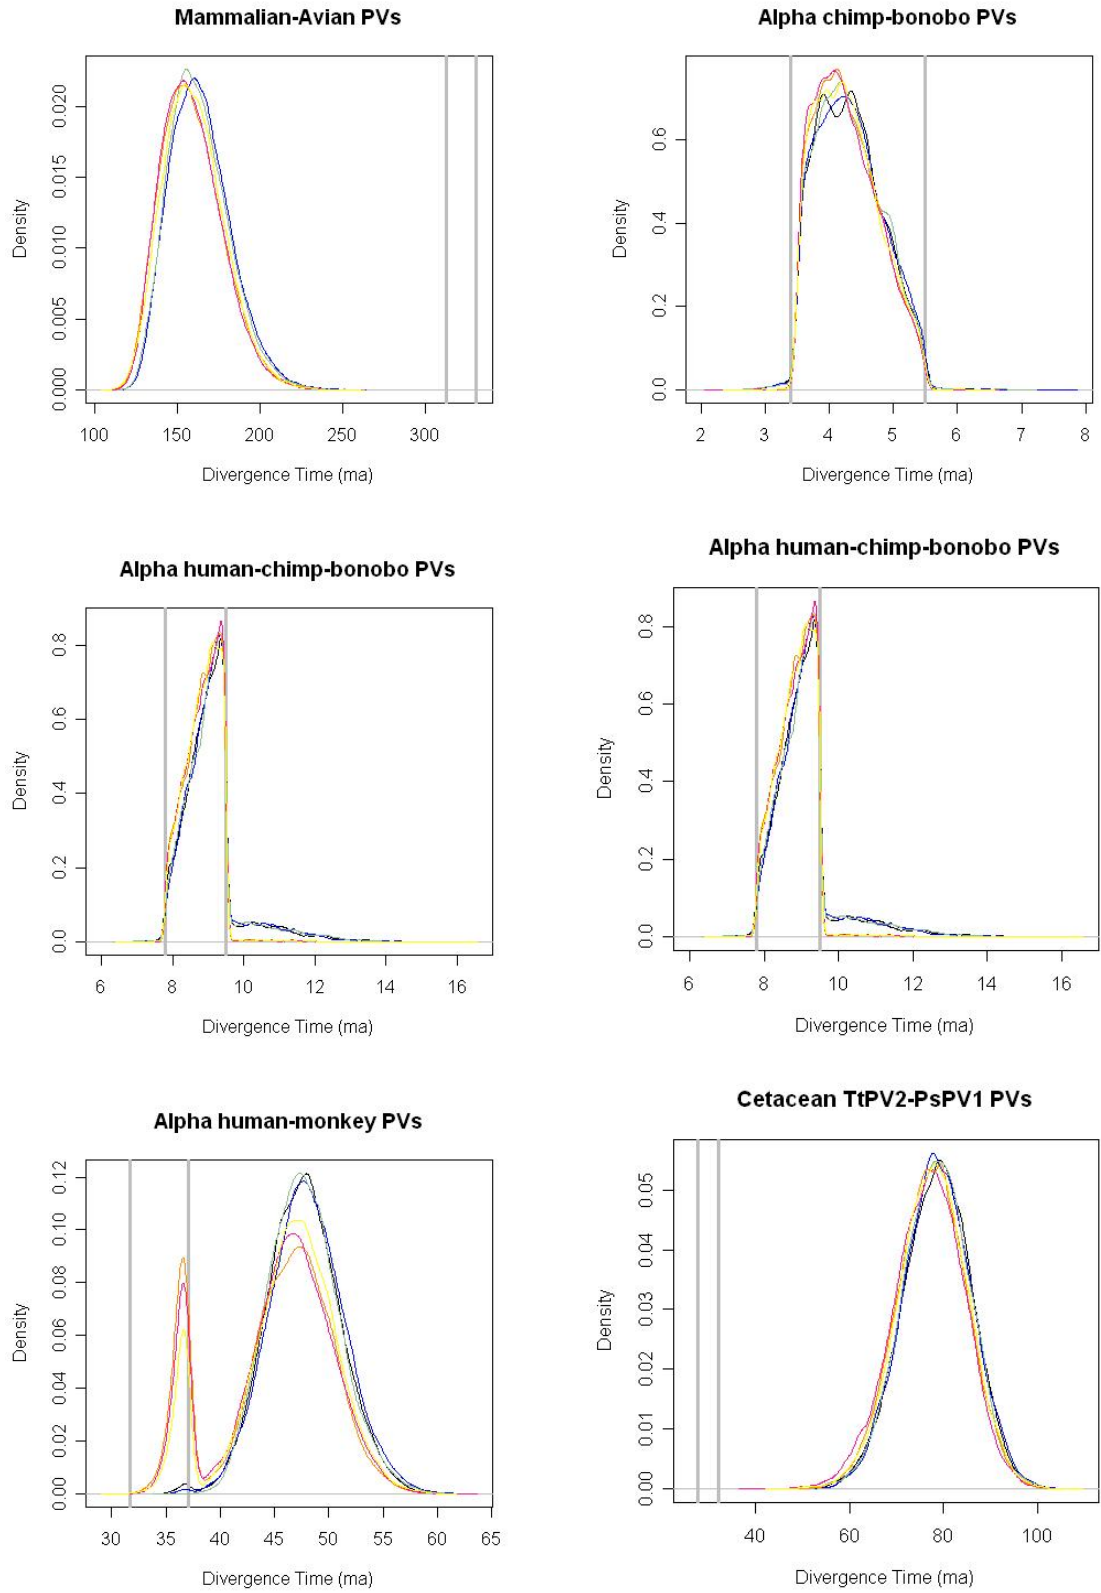 Mammalian-Avian PVs
Density
0.000 0.005 0.010 0.015 0.020
100 150 200 250 300
Divergence Time (ma)
Alpha chimp-bonobo PVs
Density
0.0 0.2 0.4 0.6
2 3 4 5 6 7 8
Divergence Time (ma)
Alpha human-chimp-bonobo PVs
Density
0.0 0.2 0.4 0.6 0.8
6 8 10 12 14 16
Divergence Time (ma)
Alpha human-chimp-bonobo PVs
Density
0.0 0.2 0.4 0.6 0.8
6 8 10 12 14 16
Divergence Time (ma)
Alpha human-monkey PVs
Density
0.00 0.02 0.04 0.06 0.08 0.10 0.12
30 35 40 45 50 55 60 65
Divergence Time (ma)
Cetacean TtPV2-PsPV1 PVs
Density
0.00 0.01 0.02 0.03 0.04 0.05
40 60 80 100
Divergence Time (ma)